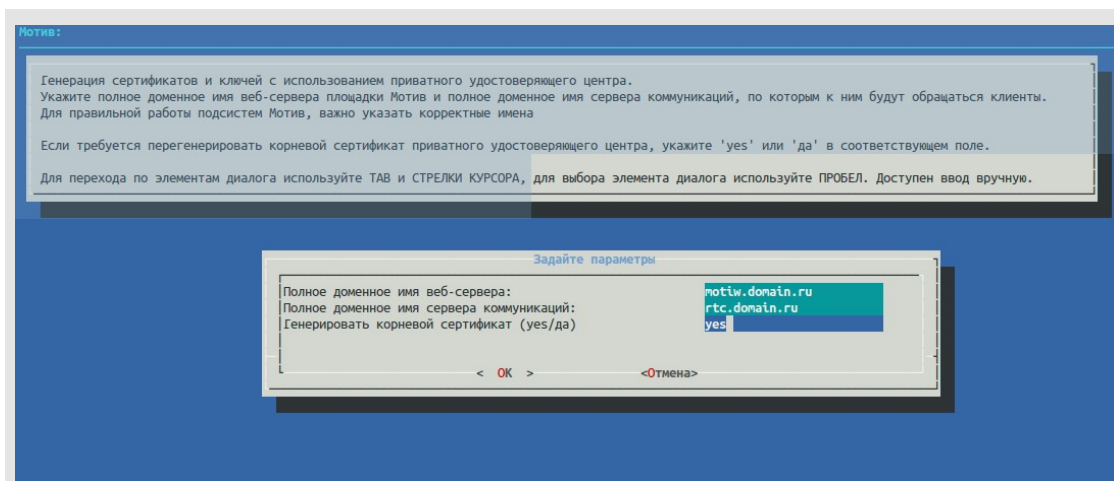 Мотив:
Генерация сертификатов и ключей с использованием приватного удостоверяющего центра.
Укажите полное доменное имя веб-сервера площадки Мотив и полное доменное имя сервера коммуникаций, по которым к ним будут обращаться клиенты.
Для правильной работы подсистем Мотив, важно указать корректные имена
Если требуется перегенерировать корневой сертификат приватного удостоверяющего центра, укажите 'yes' или 'да' в соответствующем поле.
Для перехода по элементам диалога используйте TAB и СТРЕЛКИ КУРСОРА, для выбора элемента диалога используйте ПРОБЕЛ. Доступен ввод вручную.
Задайте параметры
Полное доменное имя веб-сервера: motiw.domain.ru
Полное доменное имя сервера коммуникаций: rtc.domain.ru
Генерировать корневой сертификат (yes/да) yes
< OK > <Отмена>